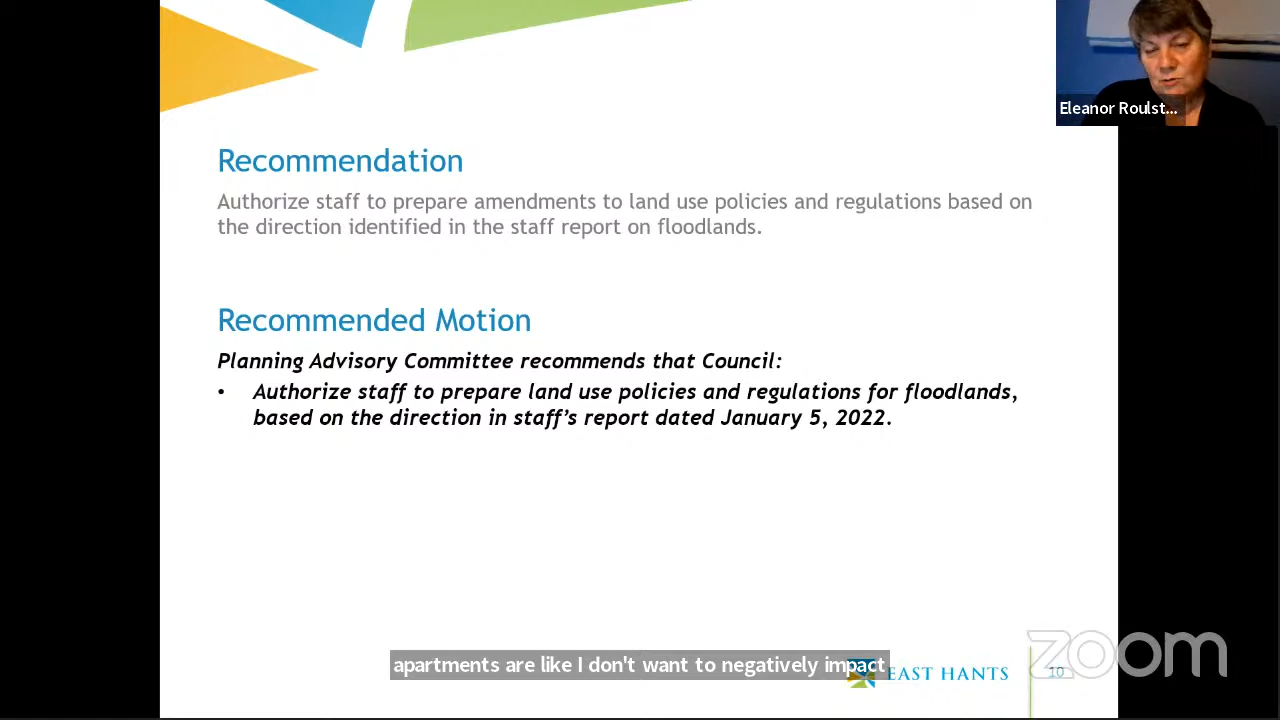 Eleanor Roulst...
Recommendation
Authorize staff to prepare amendments to land use policies and regulations based on
the direction identified in the staff report on floodlands.
Recommended Motion
Planning Advisory Committee recommends that Council:
• Authorize staff to prepare land use policies and regulations for floodlands,
based on the direction in staff's report dated January 5, 2022.
apartments are like I don't want to negatively impact
EAST HANTS
10
zoom